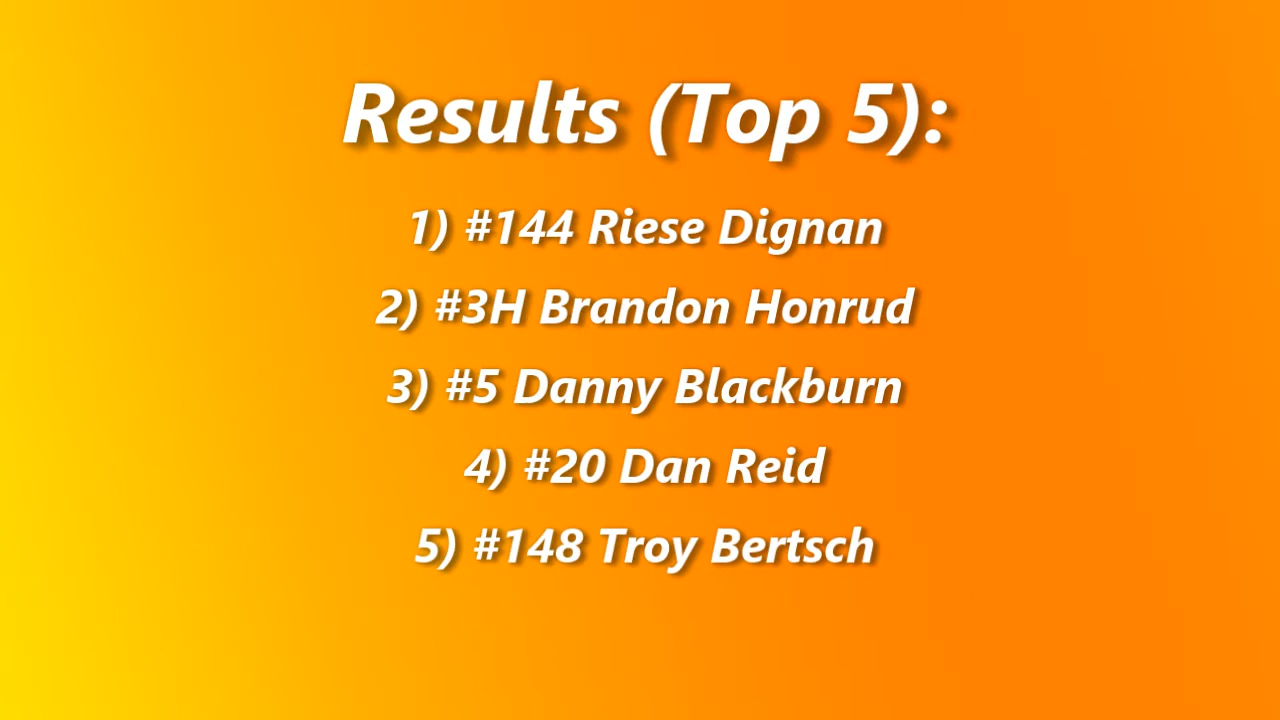 Results (Top 5):
1) #144 Riese Dignan
2) #3H Brandon Honrud
3) #5 Danny Blackburn
4) #20 Dan Reid
5) #148 Troy Bertsch